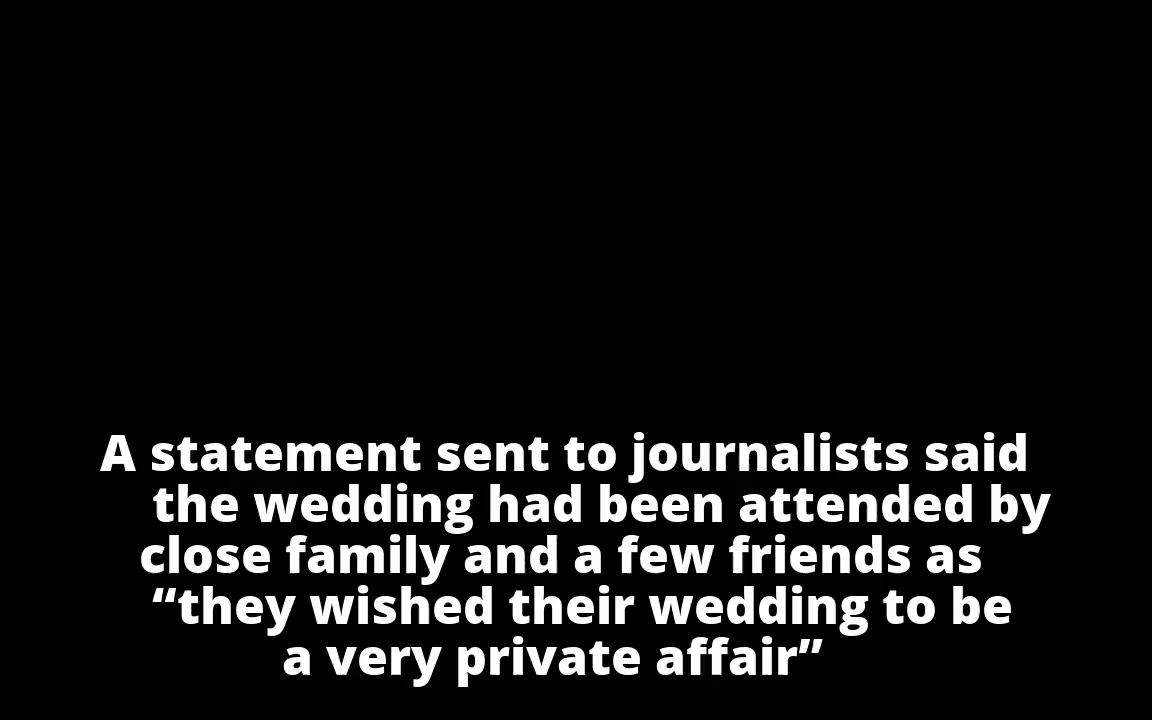 A statement sent to journalists said
the wedding had been attended by
close family and a few friends as
“they wished their wedding to be
a very private affair”